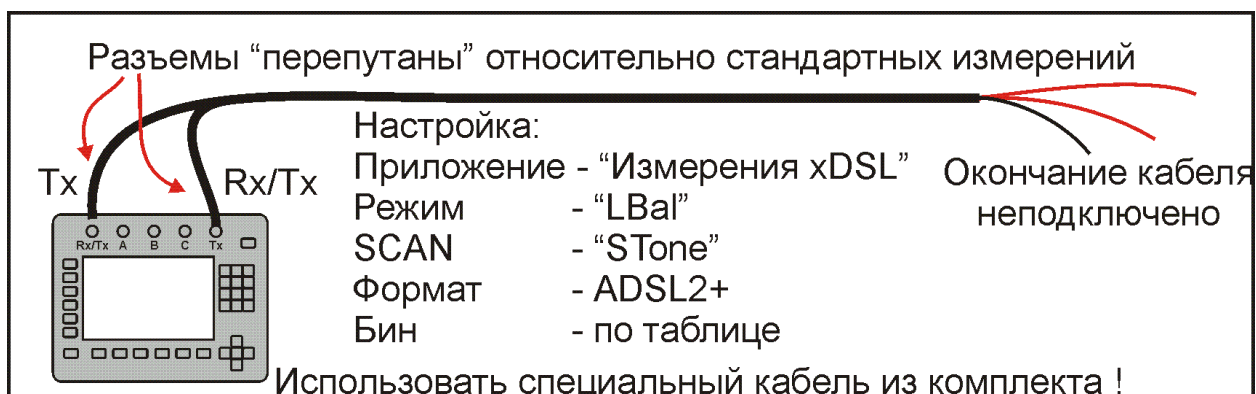 Разъемы “перепутаны” относительно стандартных измерений
Tx
Rx/Tx
Rx/Tx A B C Tx
Настройка:
Приложение - “Измерения xDSL”
Режим - “LBal”
SCAN - “STone”
Формат - ADSL2+
Бин - по таблице
Окончание кабеля
неподключено
Использовать специальный кабель из комплекта !